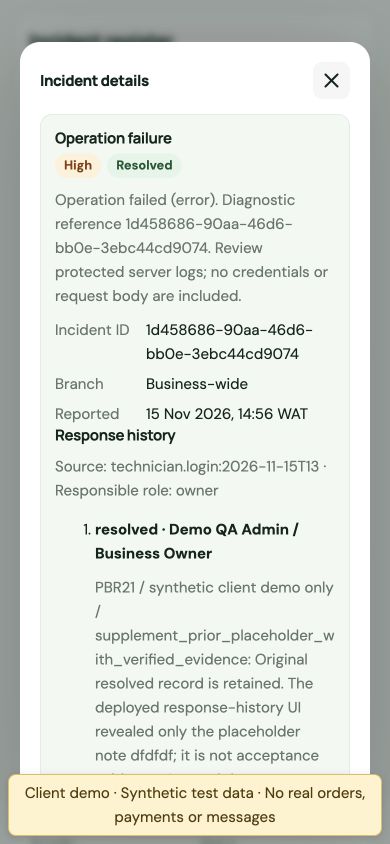 Incident details
Operation failure
High Resolved
Operation failed (error). Diagnostic
reference 1d458686-90aa-46d6-
bb0e-3ebc44cd9074. Review
protected server logs; no credentials or
request body are included.
Incident ID 1d458686-90aa-46d6-
bb0e-3ebc44cd9074
Branch Business-wide
Reported 15 Nov 2026, 14:56 WAT
Response history
Source: technician.login:2026-11-15T13 ·
Responsible role: owner
1. resolved · Demo QA Admin /
Business Owner
PBR21 / synthetic client demo only
/
supplement_prior_placeholder_w
ith_verified_evidence: Original
resolved record is retained. The
deployed response-history UI
revealed only the placeholder
note dfdfdf; it is not acceptance
Client demo · Synthetic test data · No real orders,
payments or messages